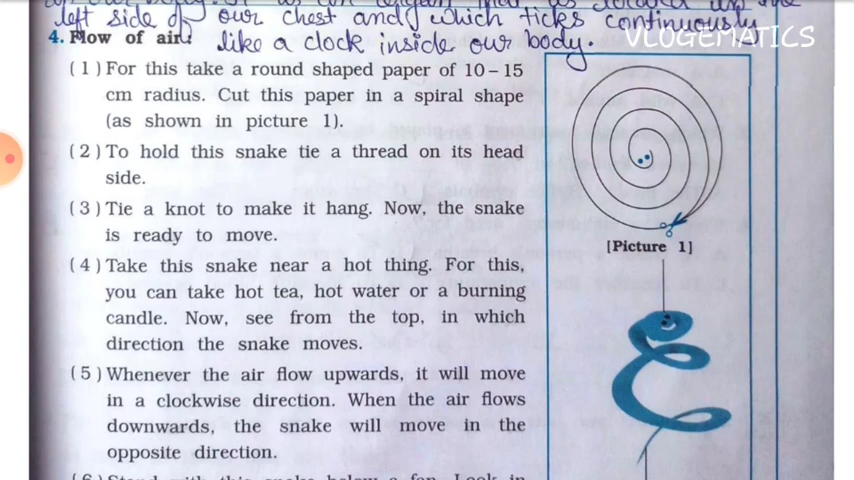 left side of our chest and which ticks continuously
like a clock inside our body.
VLOGEMATICS
4. Flow of air:
(1) For this take a round shaped paper of 10–15
cm radius. Cut this paper in a spiral shape
(as shown in picture 1).
(2) To hold this snake tie a thread on its head
side.
(3) Tie a knot to make it hang. Now, the snake
is ready to move.
(4) Take this snake near a hot thing. For this,
you can take hot tea, hot water or a burning
candle. Now, see from the top, in which
direction the snake moves.
(5) Whenever the air flow upwards, it will move
in a clockwise direction. When the air flows
downwards, the snake will move in the
opposite direction.
(6) Stand with this snake below a fan. Look in
[Picture 1]